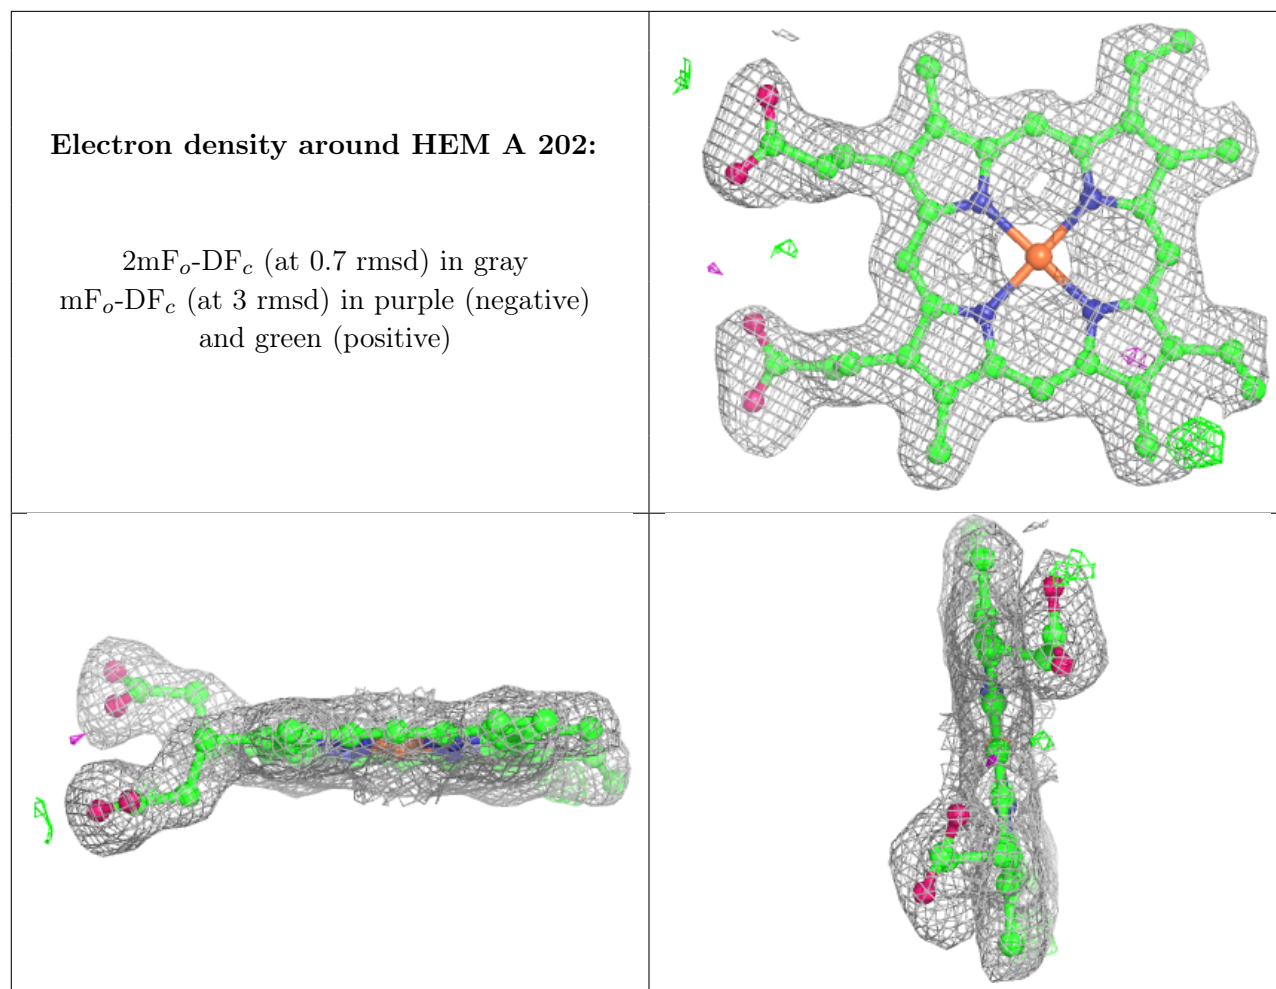 Electron density around HEM A 202:
2mFₒ-DF𝒸 (at 0.7 rmsd) in gray
mFₒ-DF𝒸 (at 3 rmsd) in purple (negative)
and green (positive)